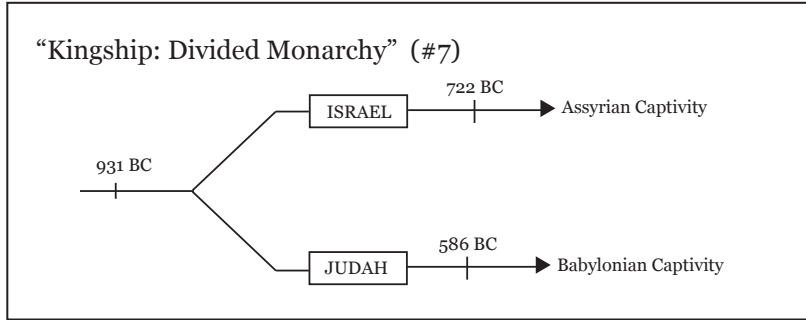 “Kingship: Divided Monarchy” (#7)
722 BC
ISRAEL
Assyrian Captivity
931 BC
586 BC
JUDAH
Babylonian Captivity